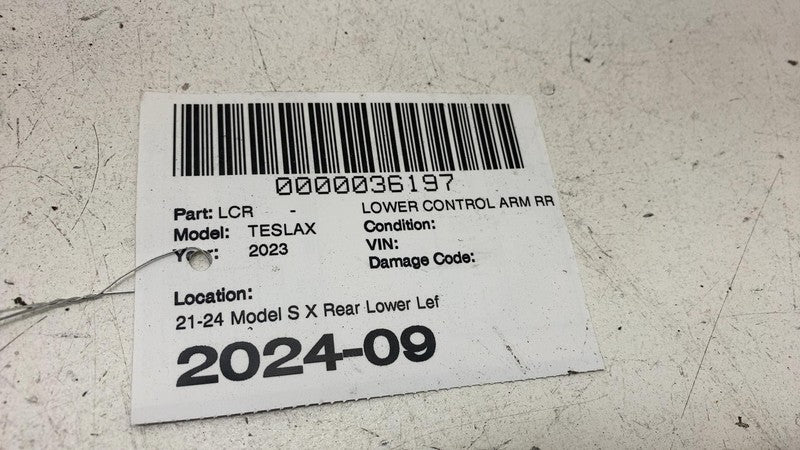 0000036197
Part: LCR - LOWER CONTROL ARM RR
Model: TESLAX Condition:
Year: 2023 VIN:
Damage Code:
Location:
21-24 Model S X Rear Lower Lef
2024-09